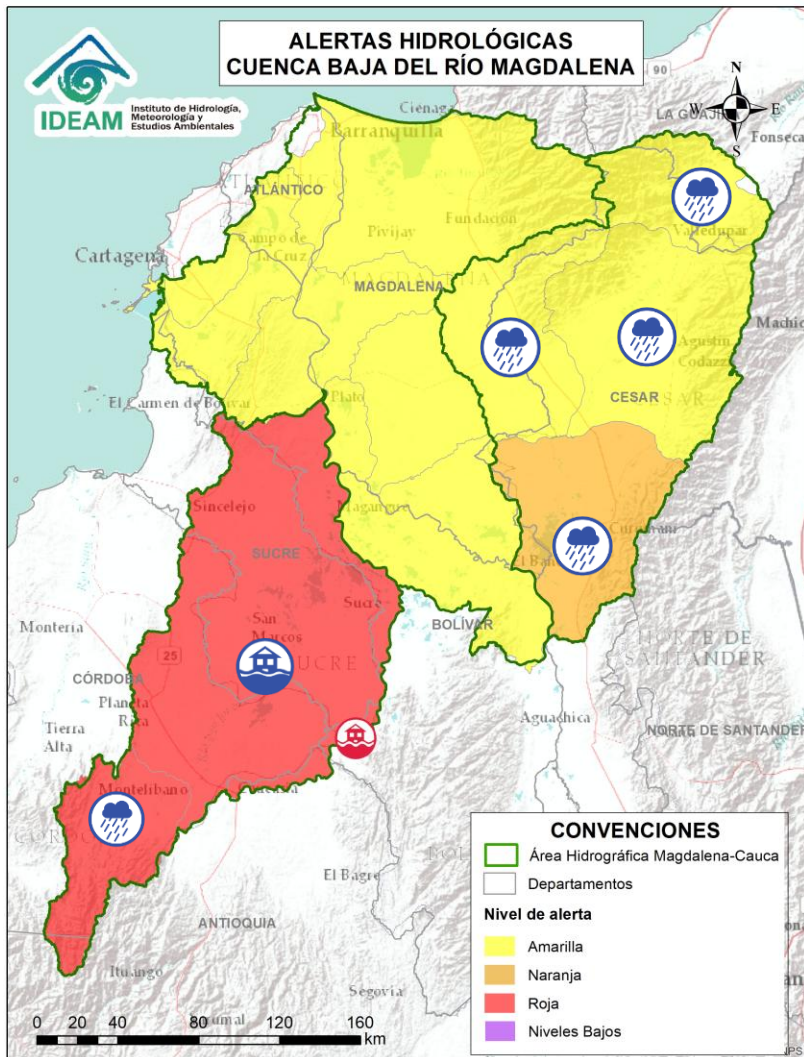 ALERTAS HIDROLÓGICAS
CUENCA BAJA DEL RÍO MAGDALENA
IDEAM
Instituto de Hidrología,
Meteorología y
Estudios Ambientales
N
W
E
S
90
Ciénaga
LA GUAJIRA
Fonseca
Barranquilla
ATLÁNTICO
Valledupar
Fundación
Pivijay
Campo de
la Cruz
Cartagena
MAGDALENA
MAGDALENA
Agustín
Codazzi
CESAR
El Carmen de Bolívar
Plato
Sincelejo
Magangué
Curumaní
SUCRE
Sucre
San
Marcos
SUCRE
BOLÍVAR
Montería
25
NORTE DE
SANTANDER
CÓRDOBA
Planeta
Rica
Tierra
Alta
Aguachica
NORTE DE SANTANDER
Montelíbano
El Bagre
ANTIOQUIA
Ituango
Segovia
0 20 40 80 120 160
km
CONVENCIONES
Área Hidrográfica Magdalena-Cauca
Departamentos
Nivel de alerta
Amarilla
Naranja
Roja
Niveles Bajos